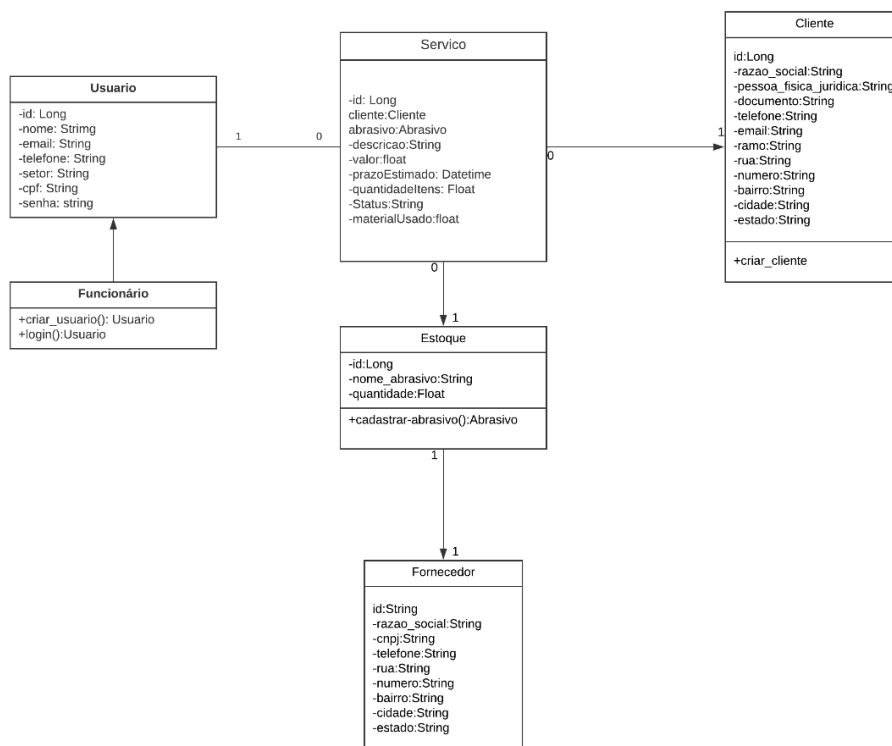 Usuario
-id: Long
-nome: Strimg
-email: String
-telefone: String
-setor: String
-cpf: String
-senha: string
Funcionário
+criar_usuario(): Usuario
+login():Usuario
1
0
Servico
-id: Long
cliente:Cliente
abrasivo:Abrasivo
-descricao:String
-valor:float
-prazoEstimado: Datetime
-quantidadeItens: Float
-Status:String
-materialUsado:float
0
1
Cliente
id:Long
-razao_social:String
-pessoa_fisica_juridica:String
-documento:String
-telefone:String
-email:String
-ramo:String
-rua:String
-numero:String
-bairro:String
-cidade:String
-estado:String
+criar_cliente
0
1
Estoque
-id:Long
-nome_abrasivo:String
-quantidade:Float
+cadastrar-abrasivo():Abrasivo
1
1
Fornecedor
id:String
-razao_social:String
-cnpj:String
-telefone:String
-rua:String
-numero:String
-bairro:String
-cidade:String
-estado:String